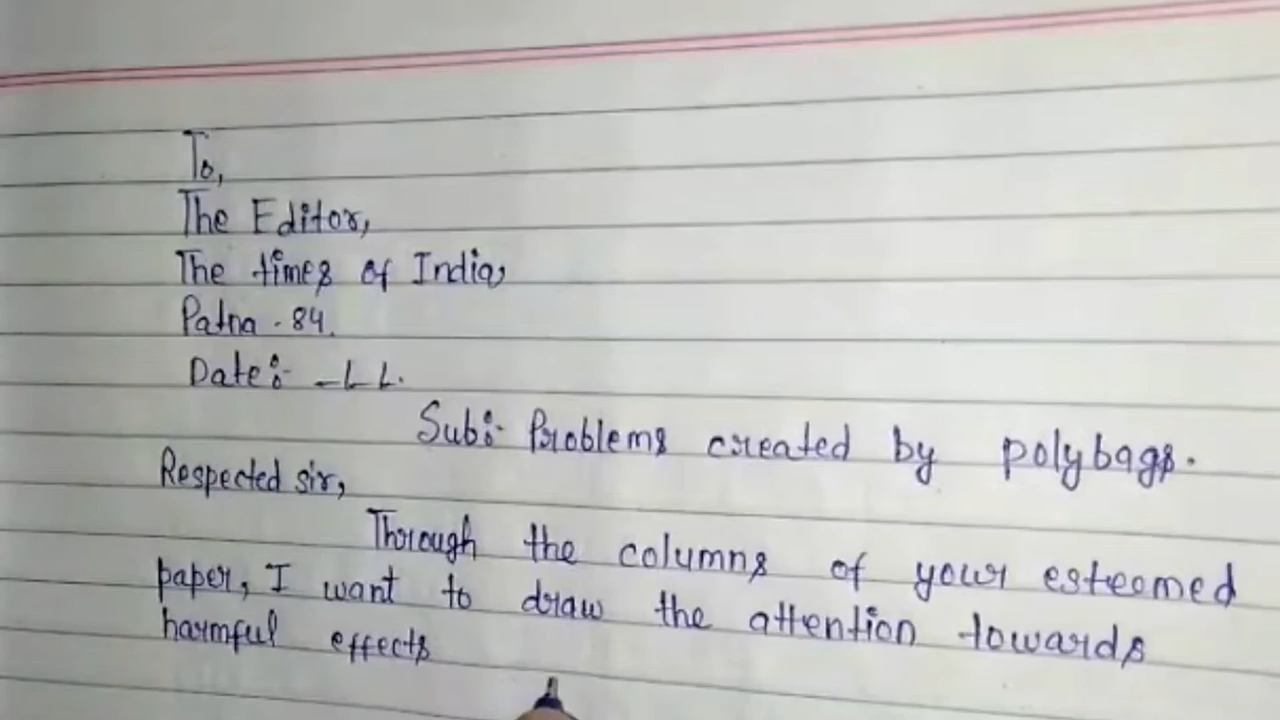 To,
The Editor,
The times of India,
Patna - 84.
Date:- -/ /.
Sub:- Problems created by polybags.
Respected sir,
Through the columns of your esteemed
paper, I want to draw the attention towards
harmful effects